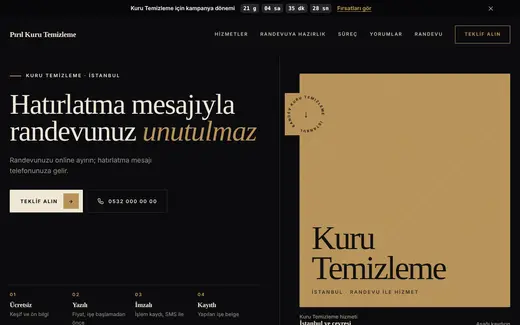 Kuru Temizleme için kampanya dönemi 21 g 04 sa 35 dk 28 sn Fırsatları gör ×
Pırıl Kuru Temizleme
HİZMETLER RANDEVUYA HAZIRLIK SÜREÇ YORUMLAR RANDEVU TEKLİF ALIN
KURU TEMİZLEME · İSTANBUL
Hatırlatma mesajıyla
randevunuz unutulmaz
Randevunuzu online ayırın; hatırlatma mesajı
telefonunuza gelir.
TEKLİF ALIN
0532 000 00 00
Kuru
Temizleme
İSTANBUL · RANDEVU İLE HİZMET
01 02 03 04
Ücretsiz Yazılı İmzalı Kayıtlı
Keşif ve ön bilgi Fiyat, işe başlamadan önce İşlem kaydı, SMS ile Yapılan işe belge
Kuru Temizleme hizmeti
İstanbul ve çevresi
Aşağı kaydırın